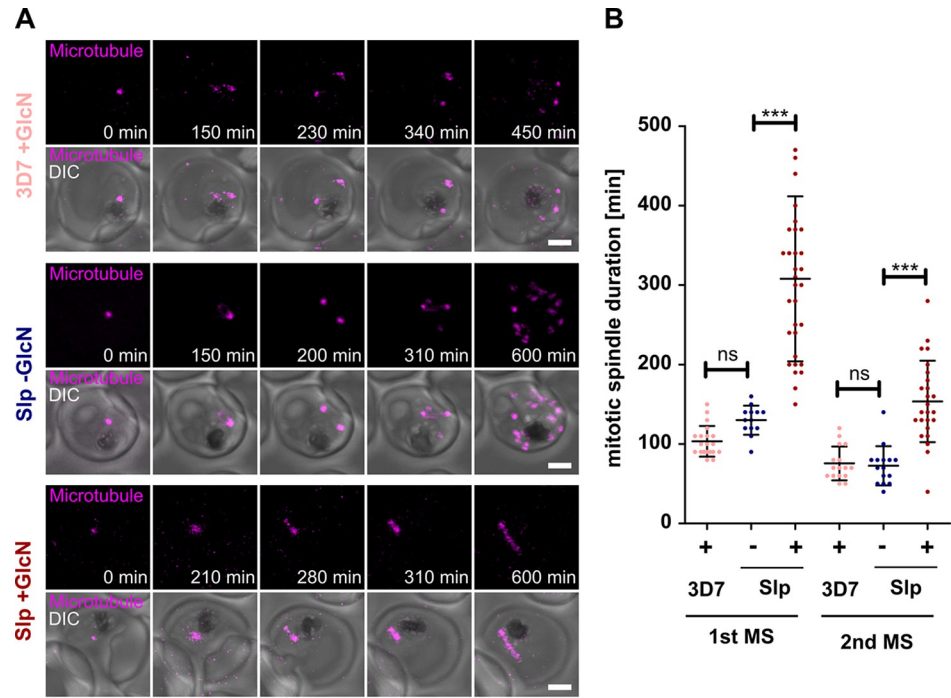 A
3D7 +GlcN
Microtubule
0 min
150 min
230 min
340 min
450 min
Microtubule
DIC
Slp -GlcN
Microtubule
0 min
150 min
200 min
310 min
600 min
Microtubule
DIC
Slp +GlcN
Microtubule
0 min
210 min
280 min
310 min
600 min
Microtubule
DIC
B
mitotic spindle duration [min]
500
400
300
200
100
0
***
***
ns
ns
+ - + + - +
3D7 Slp 3D7 Slp
1st MS 2nd MS